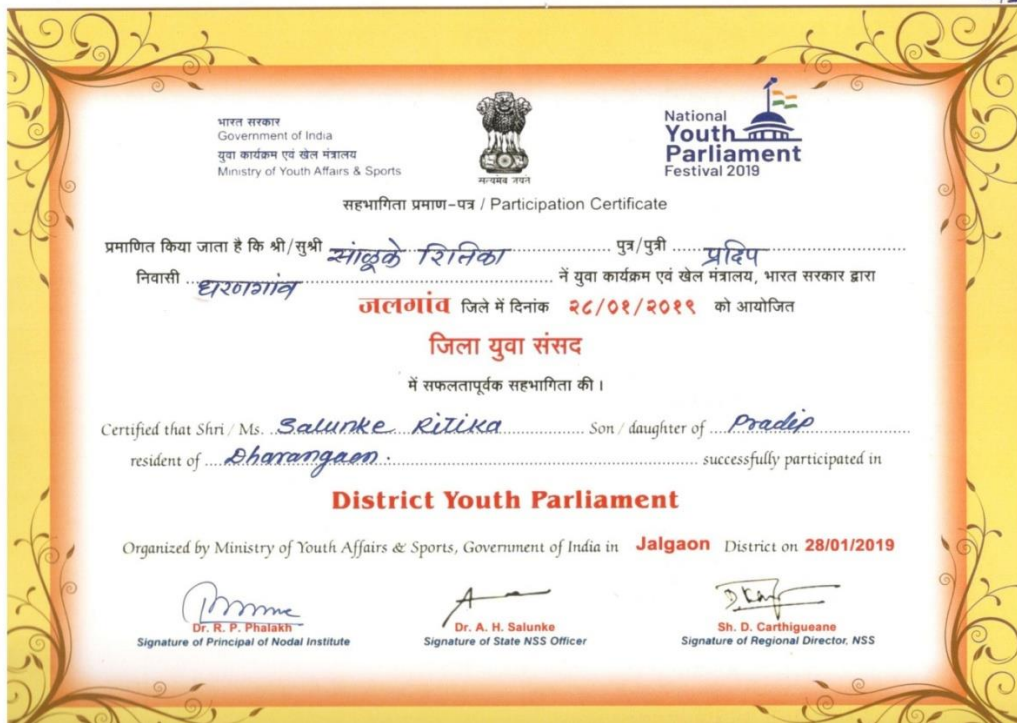 भारत सरकार
Government of India
युवा कार्यक्रम एवं खेल मंत्रालय
Ministry of Youth Affairs & Sports
सत्यमेव जयते
National
Youth
Parliament
Festival 2019
सहभागिता प्रमाण-पत्र / Participation Certificate
प्रमाणित किया जाता है कि श्री/सुश्री सांळूके रितिका पुत्र/पुत्री प्रदिप
निवासी धरणगांव नें युवा कार्यक्रम एवं खेल मंत्रालय, भारत सरकार द्वारा
जलगांव जिले में दिनांक २८/०१/२०१९ को आयोजित
जिला युवा संसद
में सफलतापूर्वक सहभागिता की ।
Certified that Shri / Ms. Salunke Ritika Son / daughter of Pradip
resident of Dharangaon. successfully participated in
District Youth Parliament
Organized by Ministry of Youth Affairs & Sports, Government of India in Jalgaon District on 28/01/2019
Dr. R. P. Phalakh Dr. A. H. Salunke Sh. D. Carthigueane
Signature of Principal of Nodal Institute Signature of State NSS Officer Signature of Regional Director, NSS